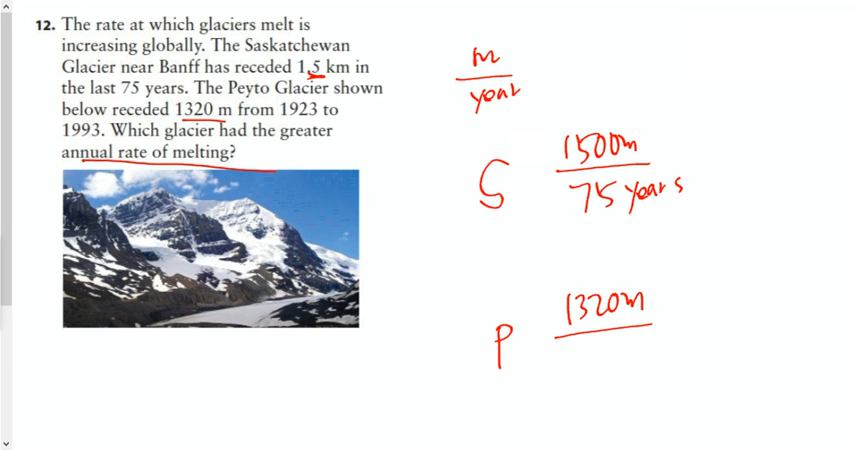 12. The rate at which glaciers melt is
increasing globally. The Saskatchewan
Glacier near Banff has receded 1.5 km in
the last 75 years. The Peyto Glacier shown
below receded 1320 m from 1923 to
1993. Which glacier had the greater
annual rate of melting?
m
year
S
1500m
75 years
P
1320m